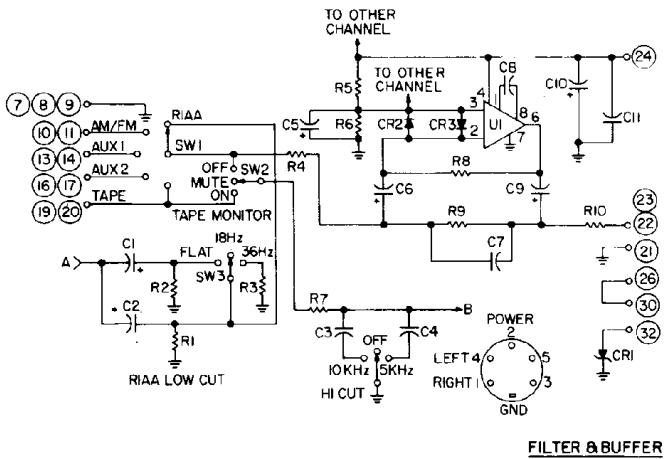 TO OTHER
CHANNEL
TO OTHER
CHANNEL
C8
24
R5
4
C10
+
7 8 9
RIAA
3
8 6
C11
10 11 AM/FM
C5
+
R6
CR2
CR3
U1
SW1
2
7
13 14 AUX 1
OFF
R4
R8
16 17 AUX 2
MUTE
SW2
ON
C6
+
C9
+
19 20 TAPE
TAPE MONITOR
23
R9
R10
22
C1
+
FLAT
18Hz
36Hz
C7
21
A
R2
SW3
R3
26
+
C2
R7
B
30
R1
C3
OFF
C4
POWER
2
32
RIAA LOW CUT
10KHz
5KHz
LEFT 4
5
CR1
HI CUT
RIGHT 1
3
GND
FILTER & BUFFER